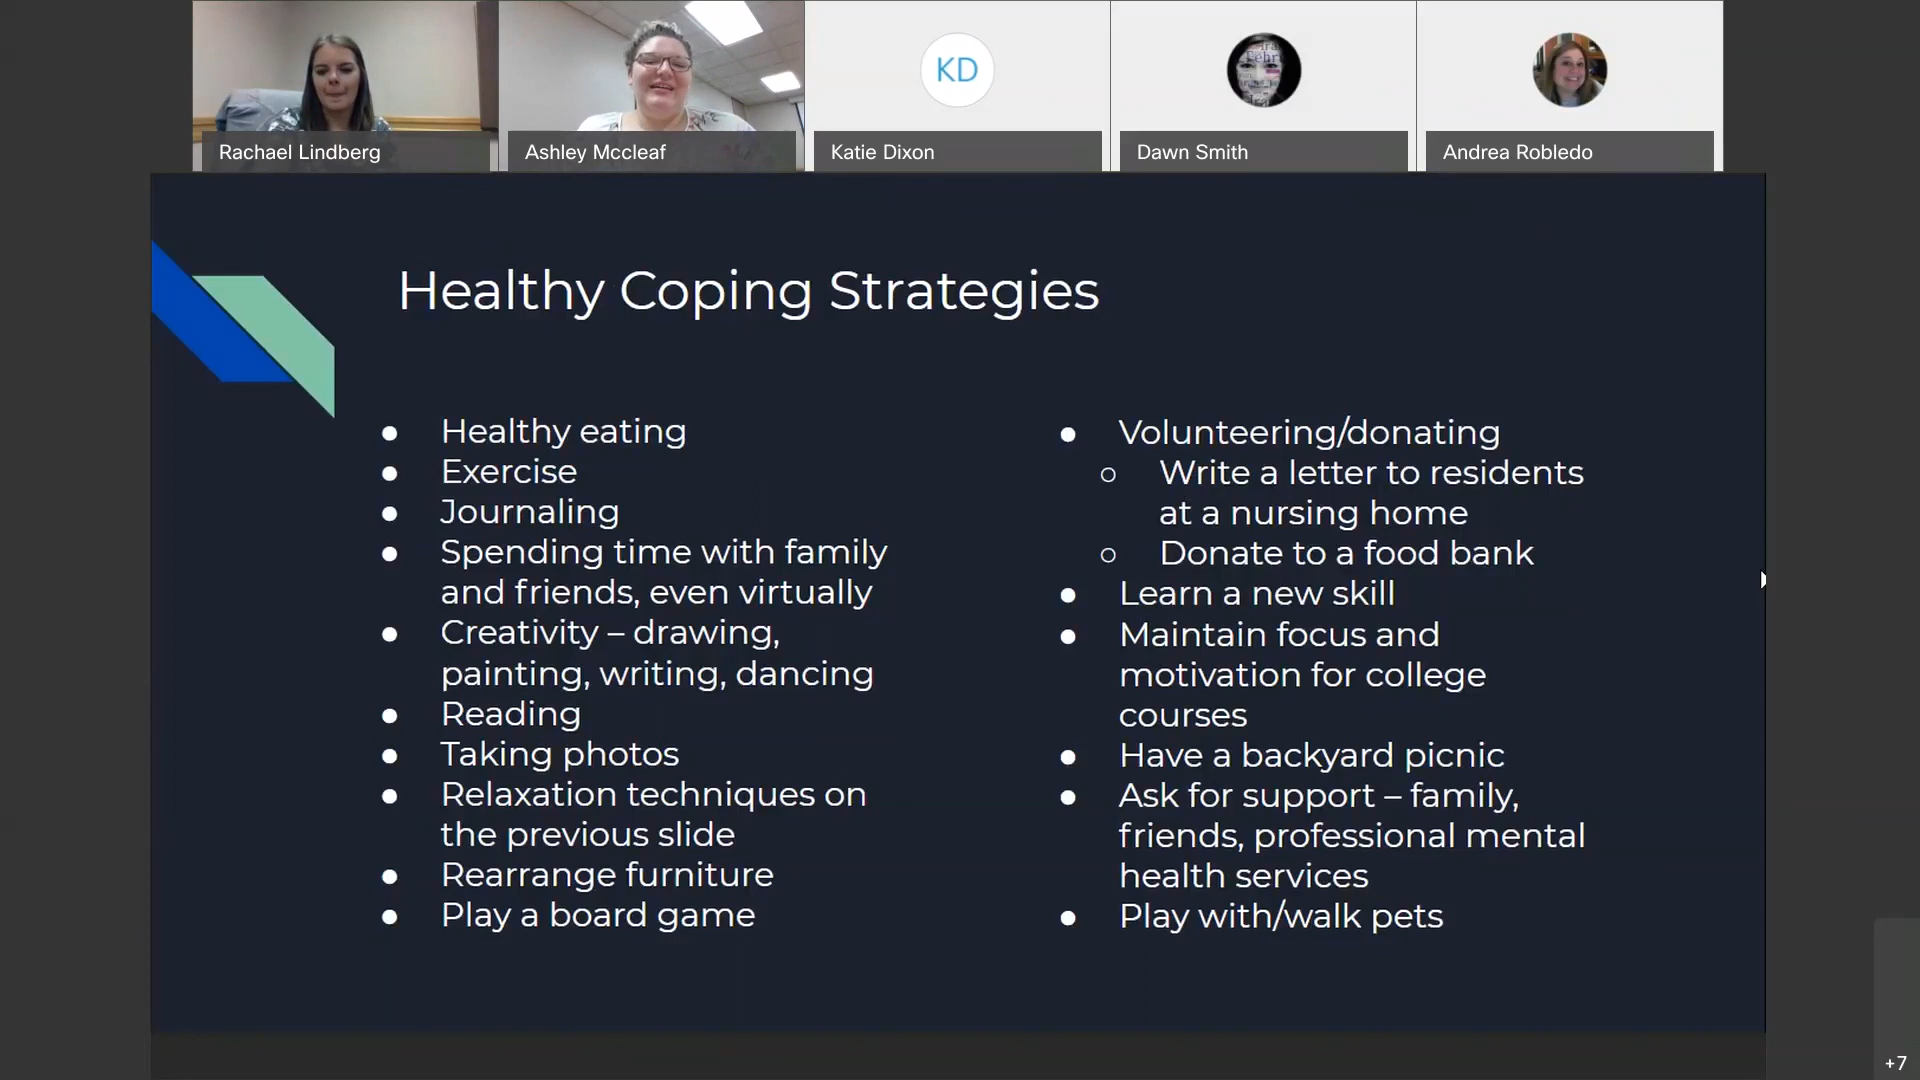 Rachael Lindberg
Ashley Mccleaf
KD
Katie Dixon
Dawn Smith
Andrea Robledo
Healthy Coping Strategies
● Healthy eating
● Exercise
● Journaling
● Spending time with family
and friends, even virtually
● Creativity – drawing,
painting, writing, dancing
● Reading
● Taking photos
● Relaxation techniques on
the previous slide
● Rearrange furniture
● Play a board game
● Volunteering/donating
○ Write a letter to residents
at a nursing home
○ Donate to a food bank
● Learn a new skill
● Maintain focus and
motivation for college
courses
● Have a backyard picnic
● Ask for support – family,
friends, professional mental
health services
● Play with/walk pets
+7